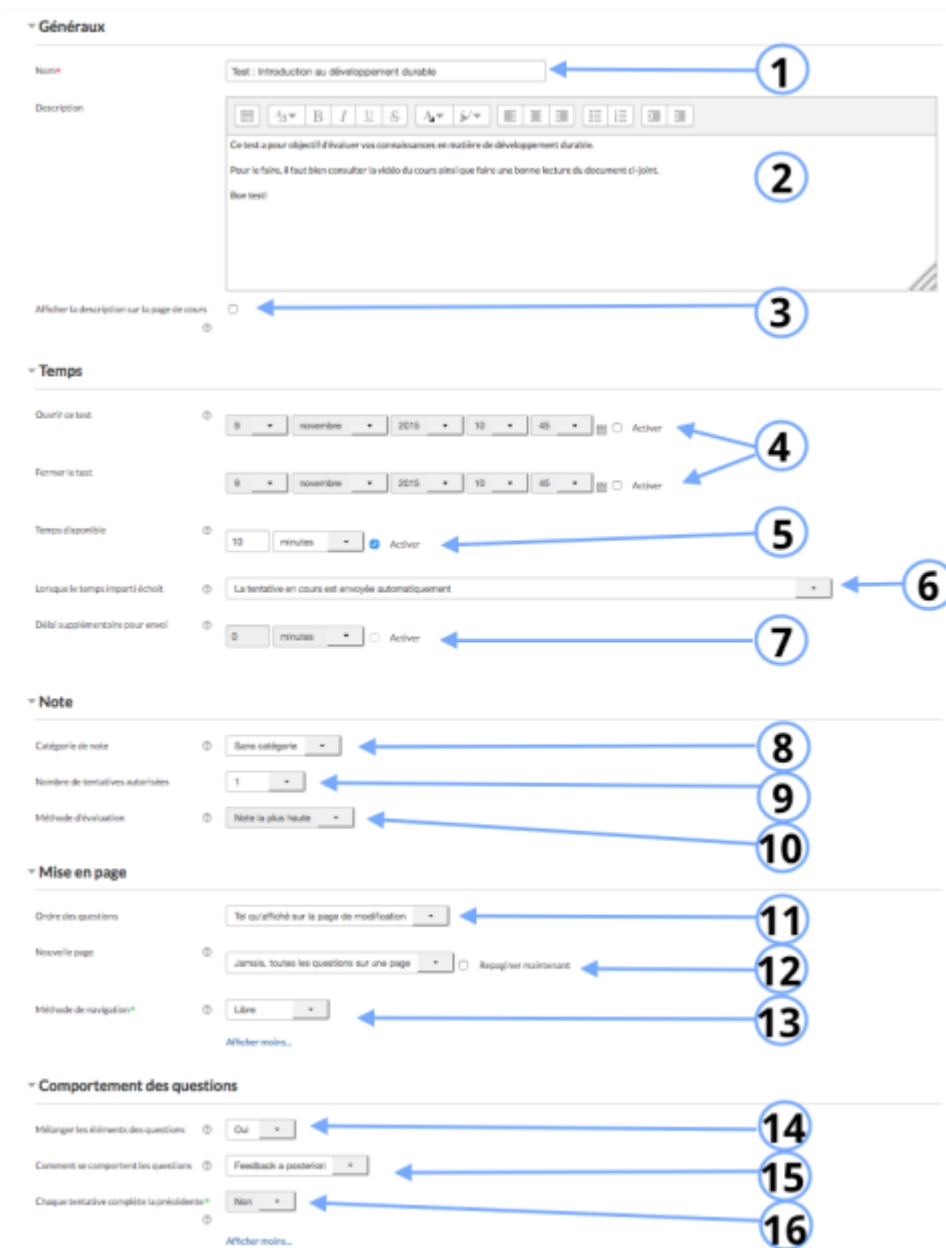 Généraux
Nom*
Test : Introduction au développement durable
1
Description
Ce test a pour objectif d'évaluer vos connaissances en matière de développement durable.
Pour le faire, il faut bien consulter la vidéo du cours ainsi que faire une bonne lecture du document ci-joint.
Bon test!
2
Afficher la description sur la page de cours
3
Temps
Ouvrir ce test 9 novembre 2015 10 45 Activer
4
Fermer le test 9 novembre 2015 10 45 Activer
Temps disponible 10 minutes Activer
5
Lorsque le temps imparti échoit La tentative en cours est envoyée automatiquement
6
Délai supplémentaire pour envoi 0 minutes Activer
7
Note
Catégorie de note Sans catégorie
8
Nombre de tentatives autorisées 1
9
Méthode d'évaluation Note la plus haute
10
Mise en page
Ordre des questions Tel qu'affiché sur la page de modification
11
Nouvelle page Jamais, toutes les questions sur une page Repaginer maintenant
12
Méthode de navigation* Libre
13
Afficher moins...
Comportement des questions
Mélanger les éléments des questions Oui
14
Comment se comportent les questions Feedback a posteriori
15
Chaque tentative complète la précédente* Non
16
Afficher moins...